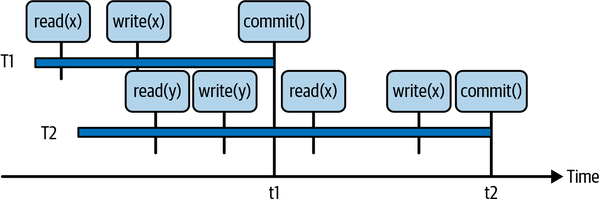 read(x) write(x) commit()
T1
read(y) write(y) read(x) write(x) commit()
T2
Time
t1 t2